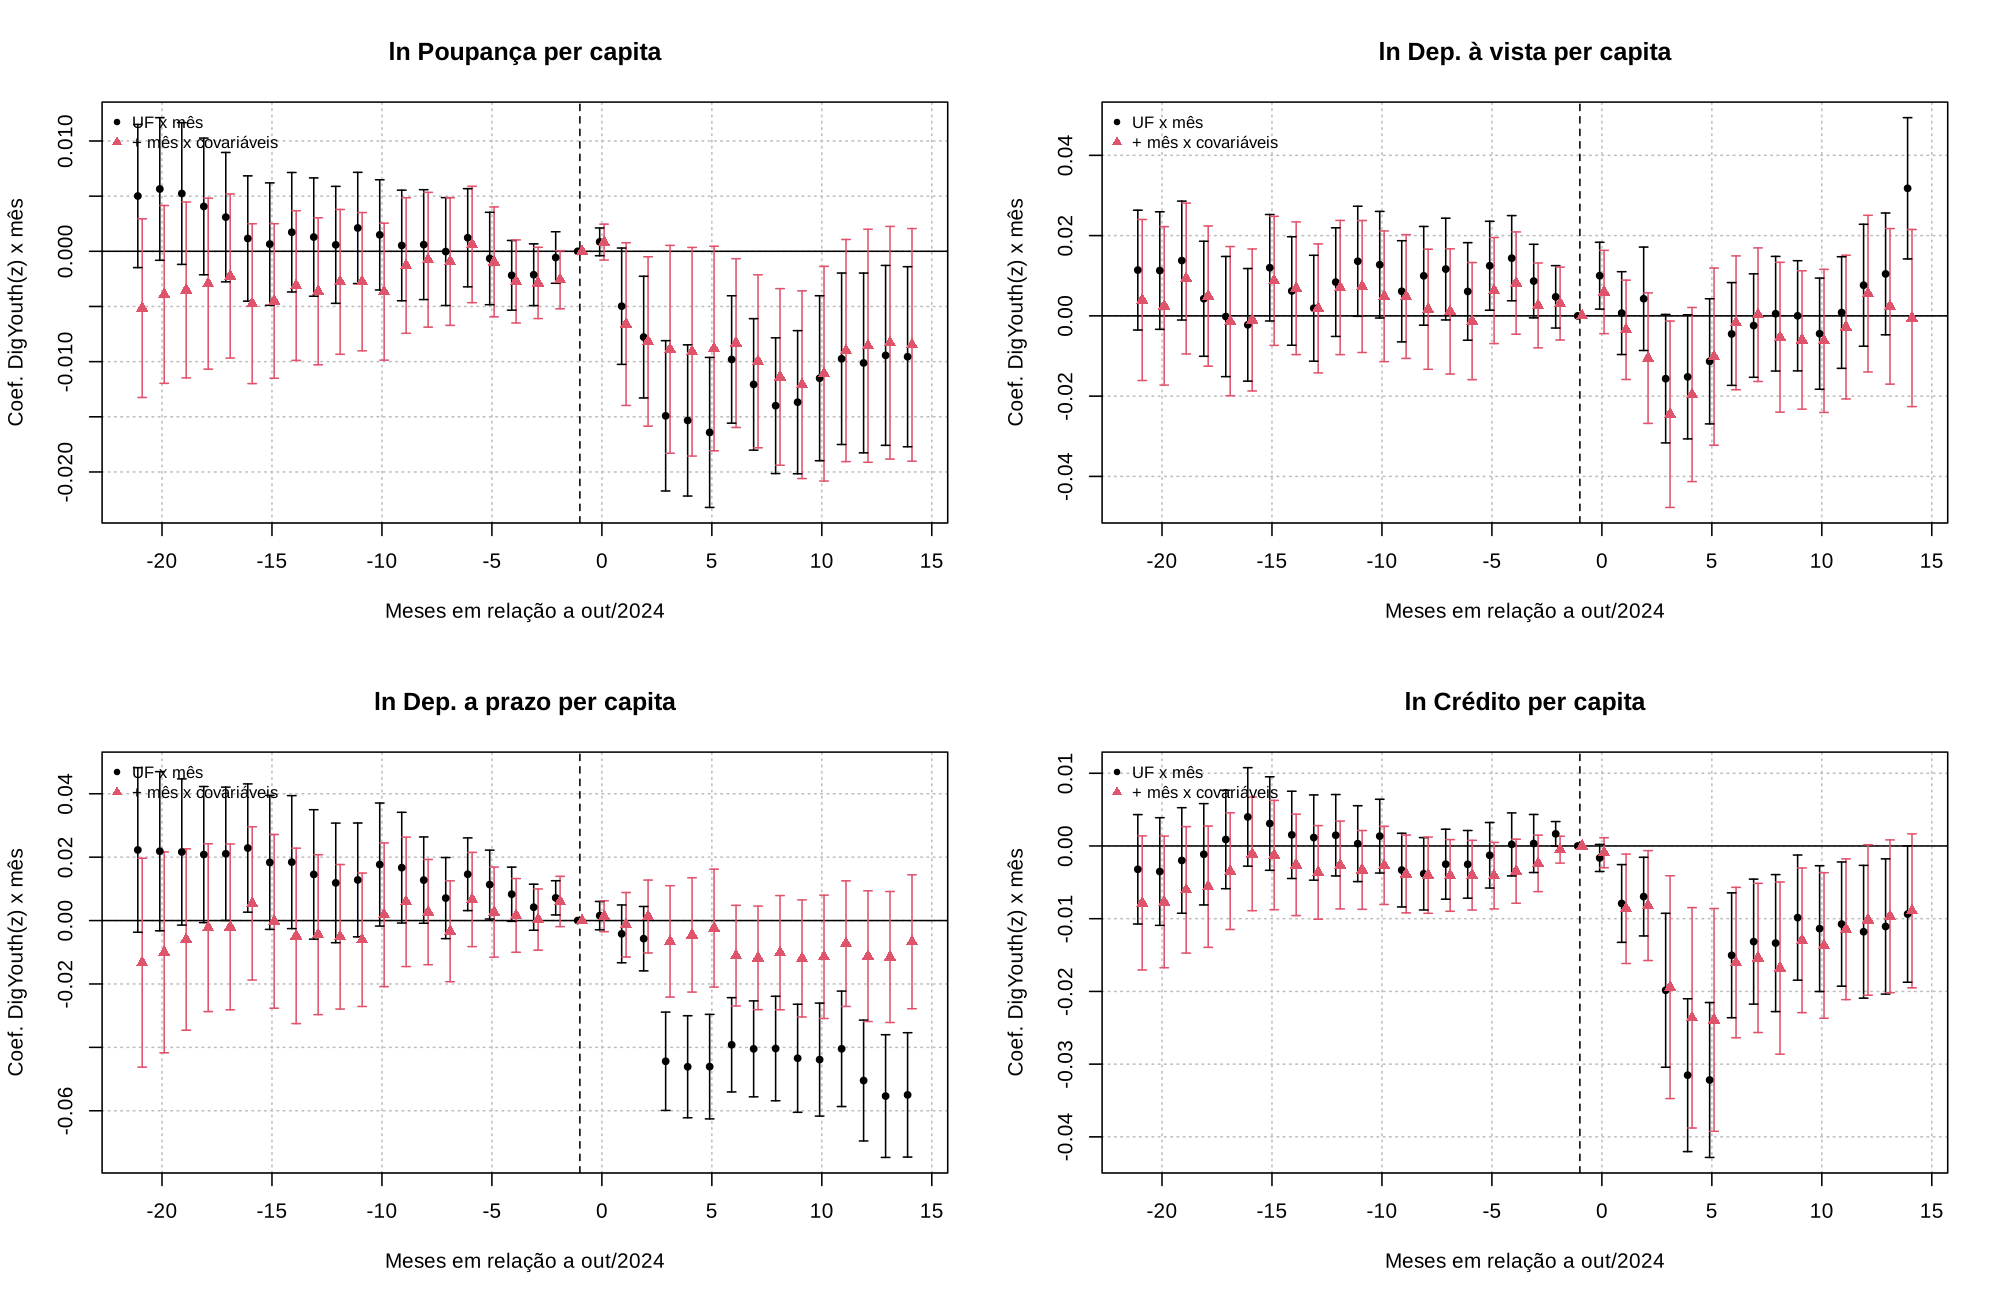 ln Poupança per capita
UF x mês
+ mês x covariáveis
Coef. DigYouth(z) x mês
0.010
0.000
-0.010
-0.020
-20
-15
-10
-5
0
5
10
15
Meses em relação a out/2024
ln Dep. à vista per capita
UF x mês
+ mês x covariáveis
Coef. DigYouth(z) x mês
0.04
0.02
0.00
-0.02
-0.04
-20
-15
-10
-5
0
5
10
15
Meses em relação a out/2024
ln Dep. a prazo per capita
UF x mês
+ mês x covariáveis
Coef. DigYouth(z) x mês
0.04
0.02
0.00
-0.02
-0.06
-20
-15
-10
-5
0
5
10
15
Meses em relação a out/2024
ln Crédito per capita
UF x mês
+ mês x covariáveis
Coef. DigYouth(z) x mês
0.01
0.00
-0.01
-0.02
-0.03
-0.04
-20
-15
-10
-5
0
5
10
15
Meses em relação a out/2024